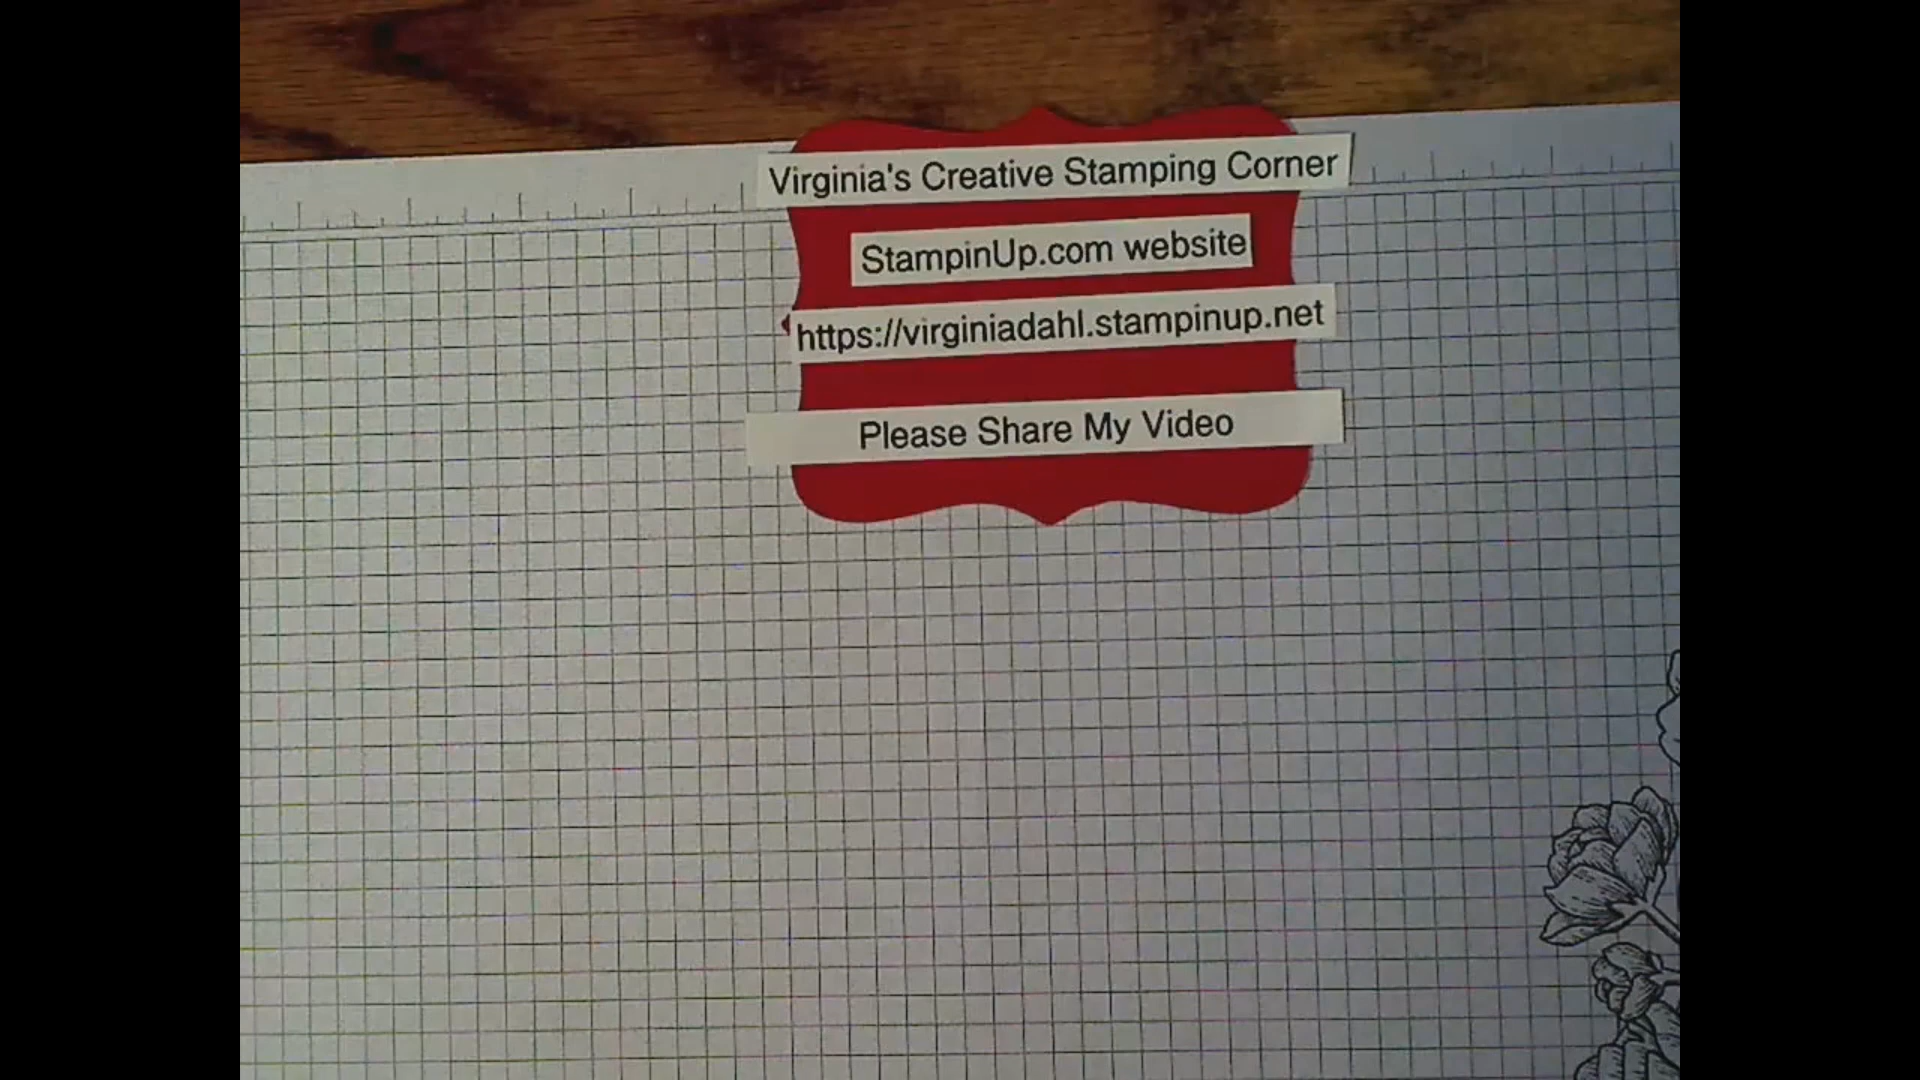 Virginia's Creative Stamping Corner
StampinUp.com website
https://virginiadahl.stampinup.net
Please Share My Video